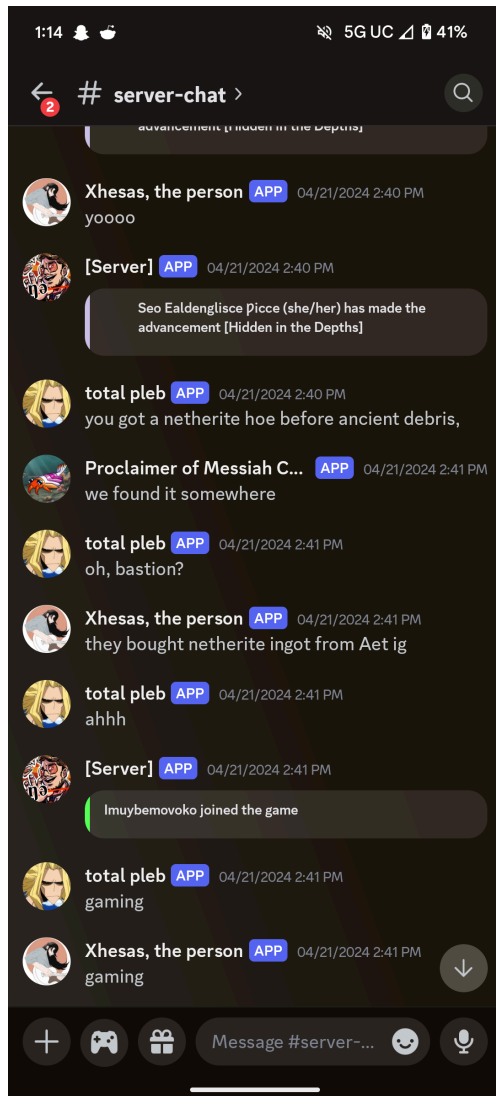 1:14 5G UC 41%
2 # server-chat >
advancement [Hidden in the Depths]
Xhesas, the person APP 04/21/2024 2:40 PM
yoooo
[Server] APP 04/21/2024 2:40 PM
Seo Ealdenglisce Þicce (she/her) has made the
advancement [Hidden in the Depths]
total pleb APP 04/21/2024 2:40 PM
you got a netherite hoe before ancient debris,
Proclaimer of Messiah C... APP 04/21/2024 2:41 PM
we found it somewhere
total pleb APP 04/21/2024 2:41 PM
oh, bastion?
Xhesas, the person APP 04/21/2024 2:41 PM
they bought netherite ingot from Aet ig
total pleb APP 04/21/2024 2:41 PM
ahhh
[Server] APP 04/21/2024 2:41 PM
Imuybemovoko joined the game
total pleb APP 04/21/2024 2:41 PM
gaming
Xhesas, the person APP 04/21/2024 2:41 PM
gaming
Message #server-...